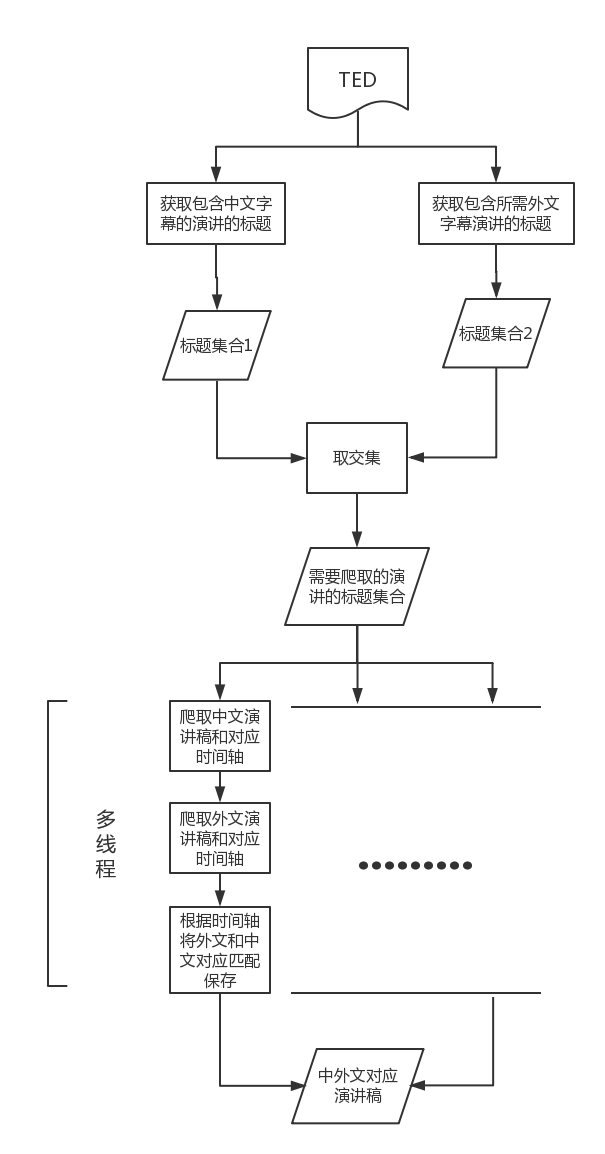 TED
获取包含中文字
幕的演讲的标题
获取包含所需外文
字幕演讲的标题
标题集合1
标题集合2
取交集
需要爬取的演
讲的标题集合
爬取中文演
讲稿和对应
时间轴
多
线
程
爬取外文演
讲稿和对应
时间轴
根据时间轴
将外文和中
文对应匹配
保存
中外文对应
演讲稿